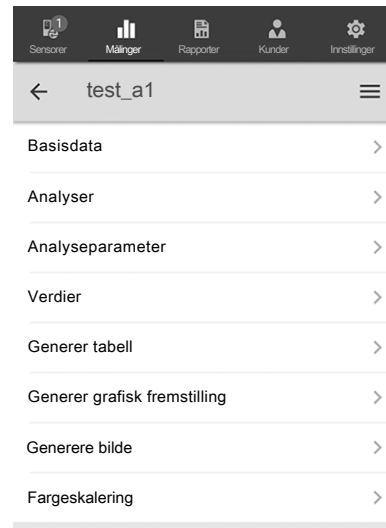 1
Sensorer Målinger Rapporter Kunder Innstillinger
test_a1
Basisdata
Analyser
Analyseparameter
Verdier
Generer tabell
Generer grafisk fremstilling
Generere bilde
Fargeskalering